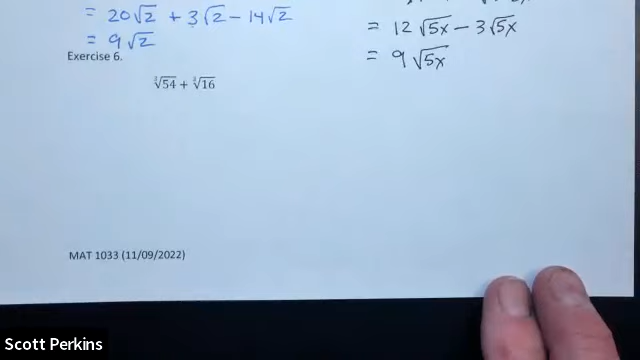 = 20√2 + 3√2 − 14√2
= 9√2
= 12√5x − 3√5x
= 9√5x
Exercise 6.
∛54 + ∛16
MAT 1033 (11/09/2022)
Scott Perkins